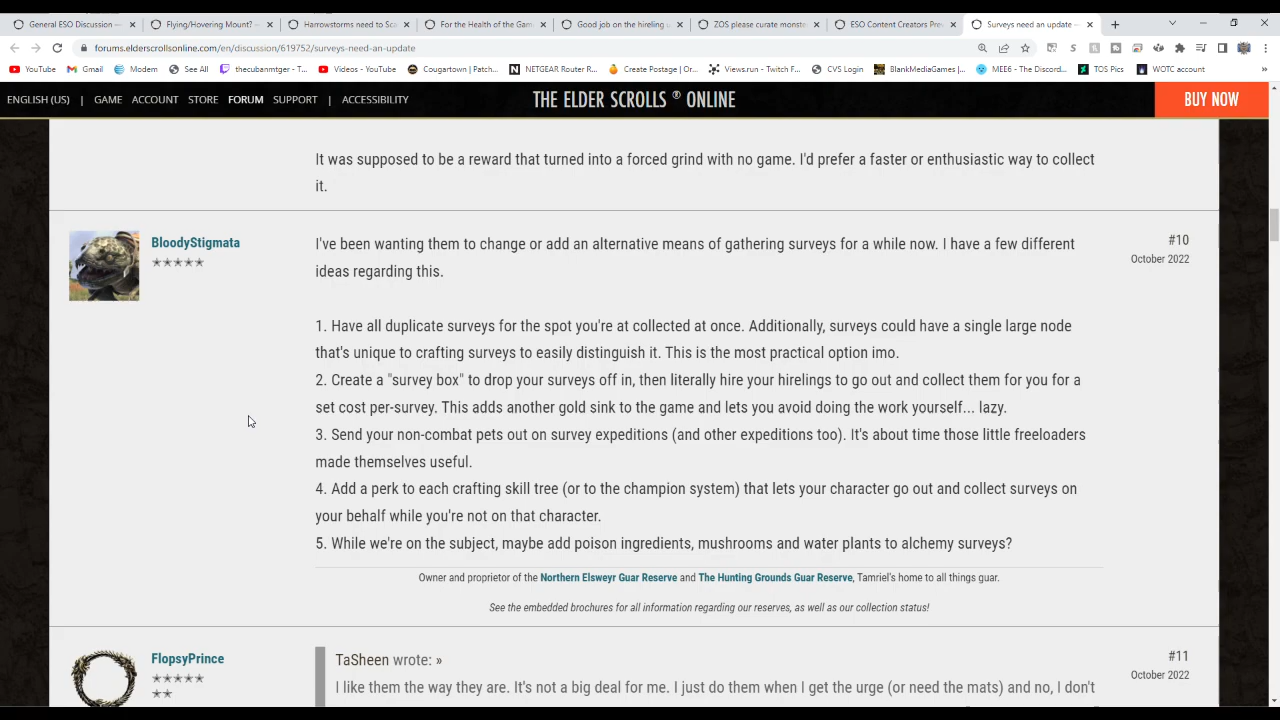 General ESO Discussion —
Flying/Hovering Mount? —
Harrowstorms need to Sc
For the Health of the Gam
Good job on the hireling u
ZOS please curate monst
ESO Content Creators Prev
Surveys need an update —
forums.elderscrollsonline.com/en/discussion/619752/surveys-need-an-update
YouTube
Gmail
Modem
See All
thecubanmtger - T...
Videos - YouTube
Cougartown | Patch...
NETGEAR Router R...
Create Postage | Or...
Views.run - Twitch F...
CVS Login
BlankMediaGames |...
MEE6 - The Discord...
TOS Pics
WOTC account
»
ENGLISH (US) | GAME ACCOUNT STORE FORUM SUPPORT | ACCESSIBILITY
THE ELDER SCROLLS ® ONLINE
BUY NOW
It was supposed to be a reward that turned into a forced grind with no game. I'd prefer a faster or enthusiastic way to collect
it.
BloodyStigmata
#10
October 2022
I've been wanting them to change or add an alternative means of gathering surveys for a while now. I have a few different
ideas regarding this.
1. Have all duplicate surveys for the spot you're at collected at once. Additionally, surveys could have a single large node
that's unique to crafting surveys to easily distinguish it. This is the most practical option imo.
2. Create a "survey box" to drop your surveys off in, then literally hire your hirelings to go out and collect them for you for a
set cost per-survey. This adds another gold sink to the game and lets you avoid doing the work yourself... lazy.
3. Send your non-combat pets out on survey expeditions (and other expeditions too). It's about time those little freeloaders
made themselves useful.
4. Add a perk to each crafting skill tree (or to the champion system) that lets your character go out and collect surveys on
your behalf while you're not on that character.
5. While we're on the subject, maybe add poison ingredients, mushrooms and water plants to alchemy surveys?
Owner and proprietor of the Northern Elsweyr Guar Reserve and The Hunting Grounds Guar Reserve, Tamriel's home to all things guar.
See the embedded brochures for all information regarding our reserves, as well as our collection status!
FlopsyPrince
#11
October 2022
TaSheen wrote: »
I like them the way they are. It's not a big deal for me. I just do them when I get the urge (or need the mats) and no, I don't